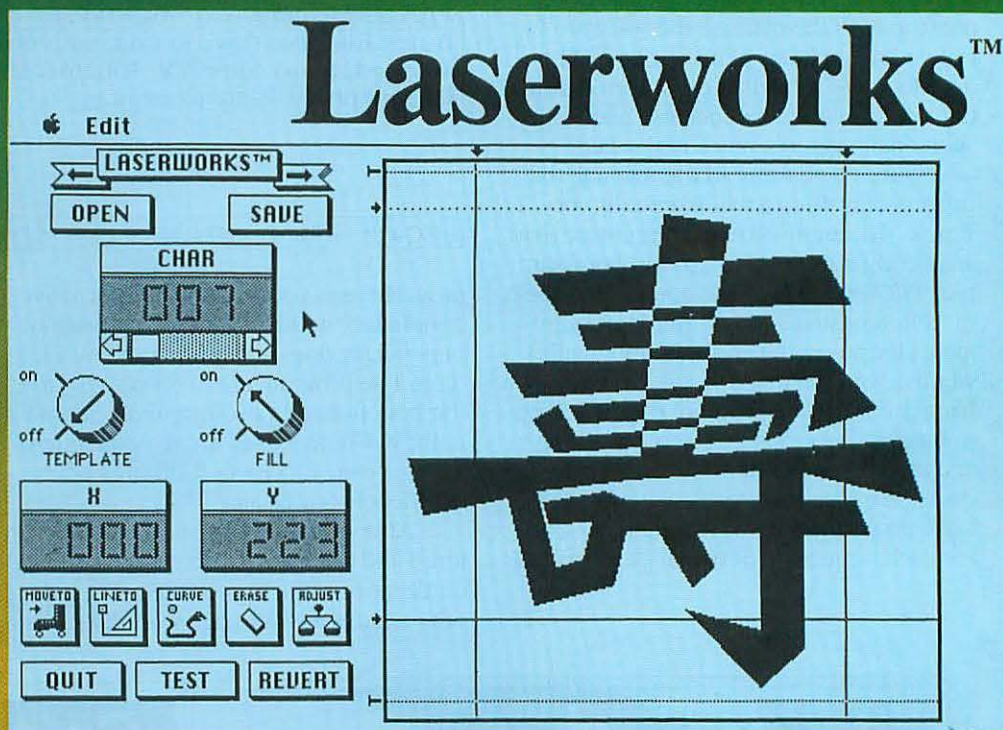 Laserworks™
Edit
LASERWORKS™
OPEN
SAVE
CHAR
007
on
off
TEMPLATE
on
off
FILL
X
000
Y
223
MOVETO
LINETO
CURVE
ERASE
ADJUST
QUIT
TEST
REVERT
壽